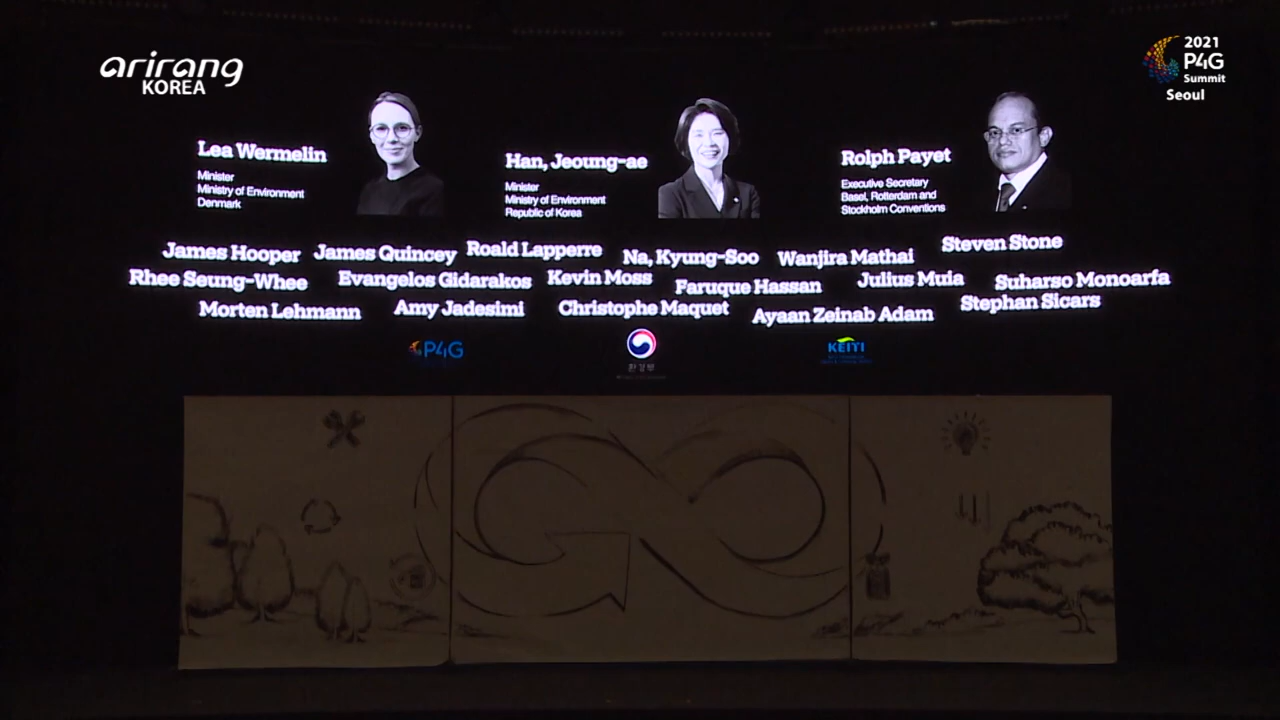 arirang
KOREA
2021
P4G
Summit
Seoul
Lea Wermelin
Minister
Ministry of Environment
Denmark
Han, Jeoung-ae
Minister
Ministry of Environment
Republic of Korea
Rolph Payet
Executive Secretary
Basel, Rotterdam and
Stockholm Conventions
James Hooper James Quincey Roald Lapperre Na, Kyung-Soo Wanjira Mathai Steven Stone
Rhee Seung-Whee Evangelos Gidarakos Kevin Moss Faruque Hassan Julius Muia Suharso Monoarfa
Morten Lehmann Amy Jadesimi Christophe Maquet Ayaan Zeinab Adam Stephan Sicars
P4G
환경부
KEITI